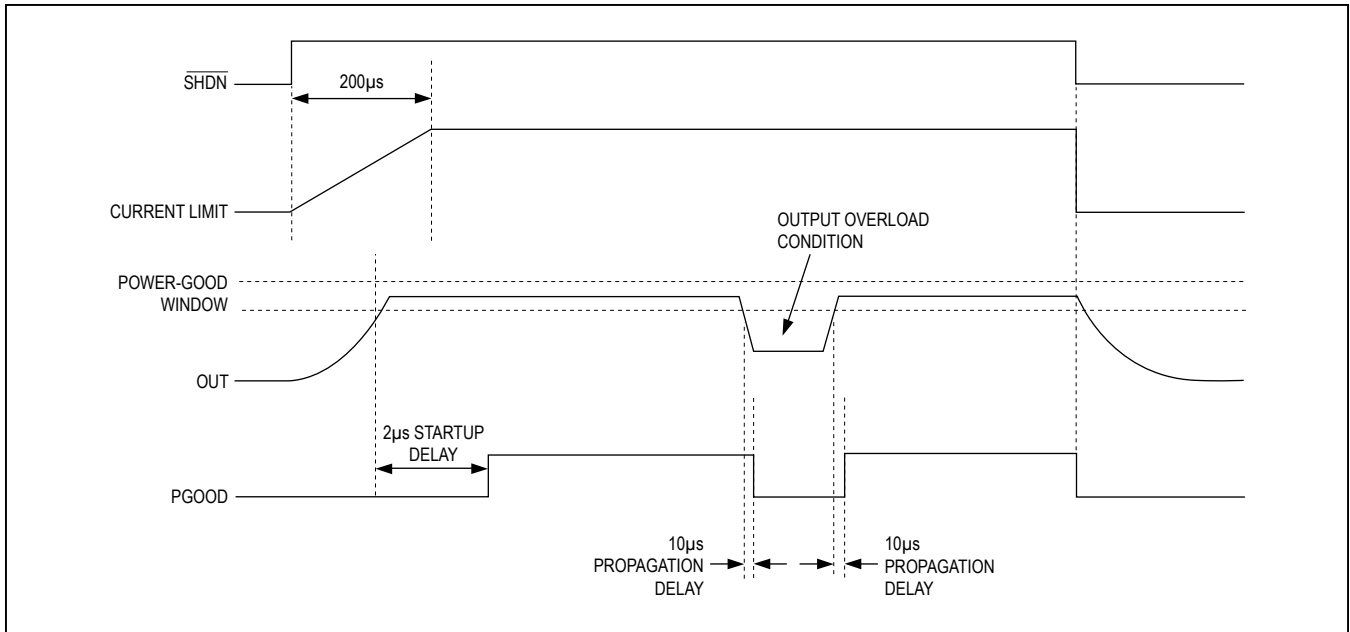 SHDN
200µs
CURRENT LIMIT
OUTPUT OVERLOAD
CONDITION
POWER-GOOD
WINDOW
OUT
2µs STARTUP
DELAY
PGOOD
10µs
PROPAGATION
DELAY
10µs
PROPAGATION
DELAY